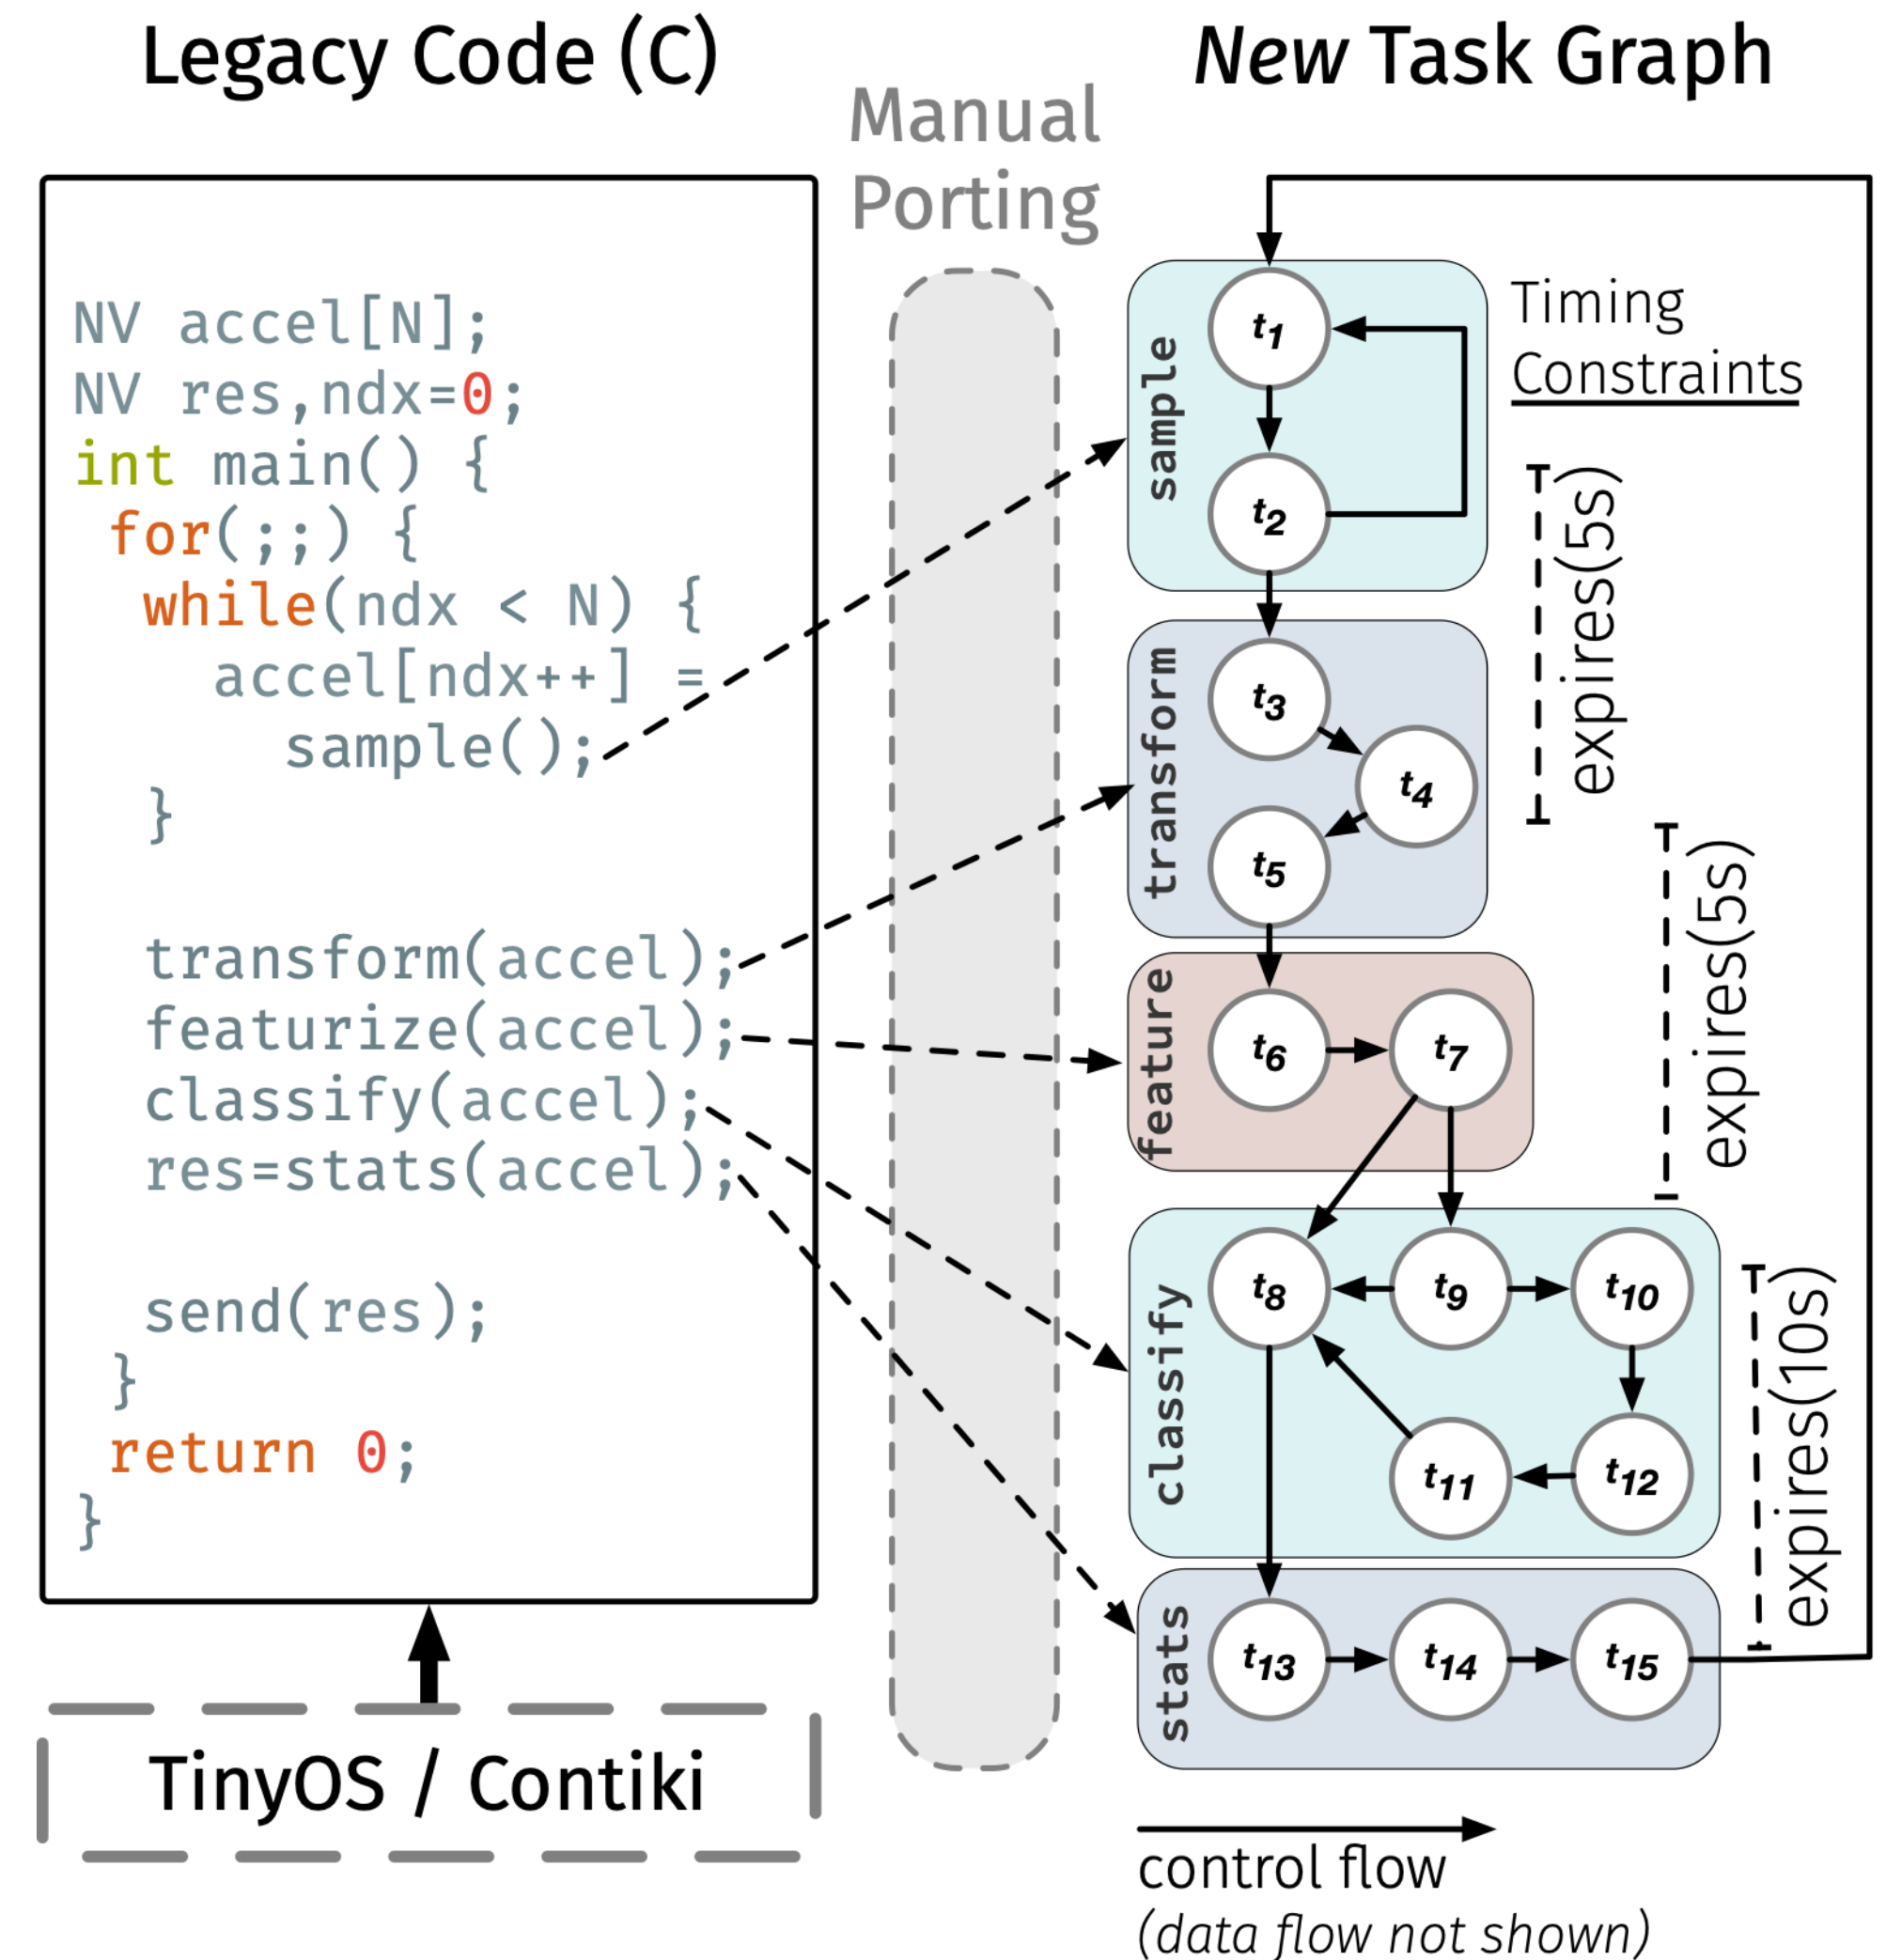 Legacy Code (C)
NV accel[N];
NV res,ndx=0;
int main() {
for(;;) {
while(ndx < N) {
accel[ndx++] =
sample();
}
transform(accel);
featurize(accel);
classify(accel);
res=stats(accel);
send(res);
}
return 0;
}
TinyOS / Contiki
Manual
Porting
New Task Graph
sample
t1
t2
transform
t3
t4
t5
feature
t6
t7
classify
t8
t9
t10
t11
t12
stats
t13
t14
t15
Timing
Constraints
expires(5s)
expires(5s)
expires(10s)
control flow
(data flow not shown)